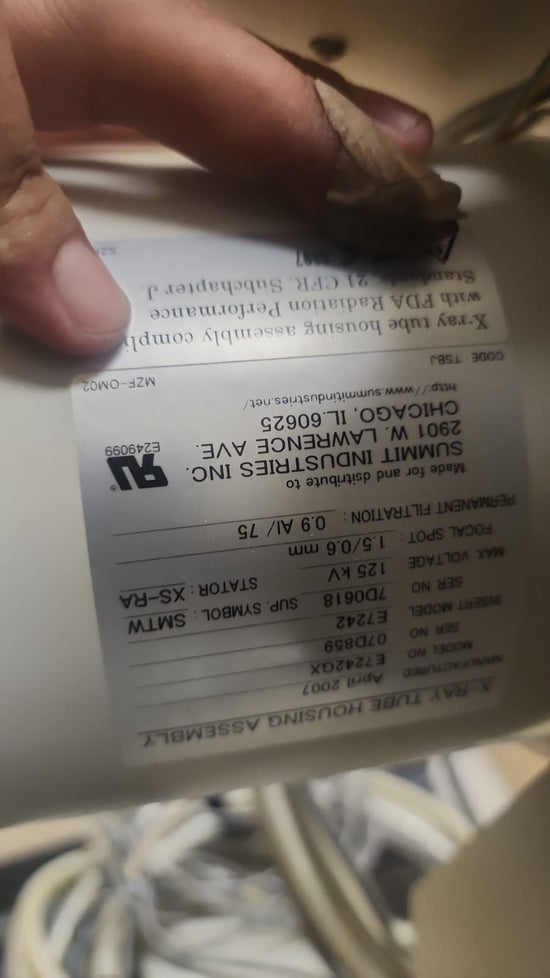 X-RAY TUBE HOUSING ASSEMBLY
MANUFACTURED April 2007
MODEL NO E7242GX
SER NO 07D859
INSERT MODEL E7242
SER NO 7D0618 SUP. SYMBOL: SMTW
MAX VOLTAGE: 125 kV STATOR: XS-RA
FOCAL SPOT: 1.5/0.6 mm
PERMANENT FILTRATION: 0.9 Al/ 75
Made for and dsitribute to
SUMMIT INDUSTRIES INC.
2901 W. LAWRENCE AVE.
CHICAGO, IL.60625
http://www.summitindustries.net/
RU
®
E249099
CODE TSBJ MZF-OM02
X-ray tube housing assembly
with FDA Radiation Performance
21 CFR. Subchapter J.